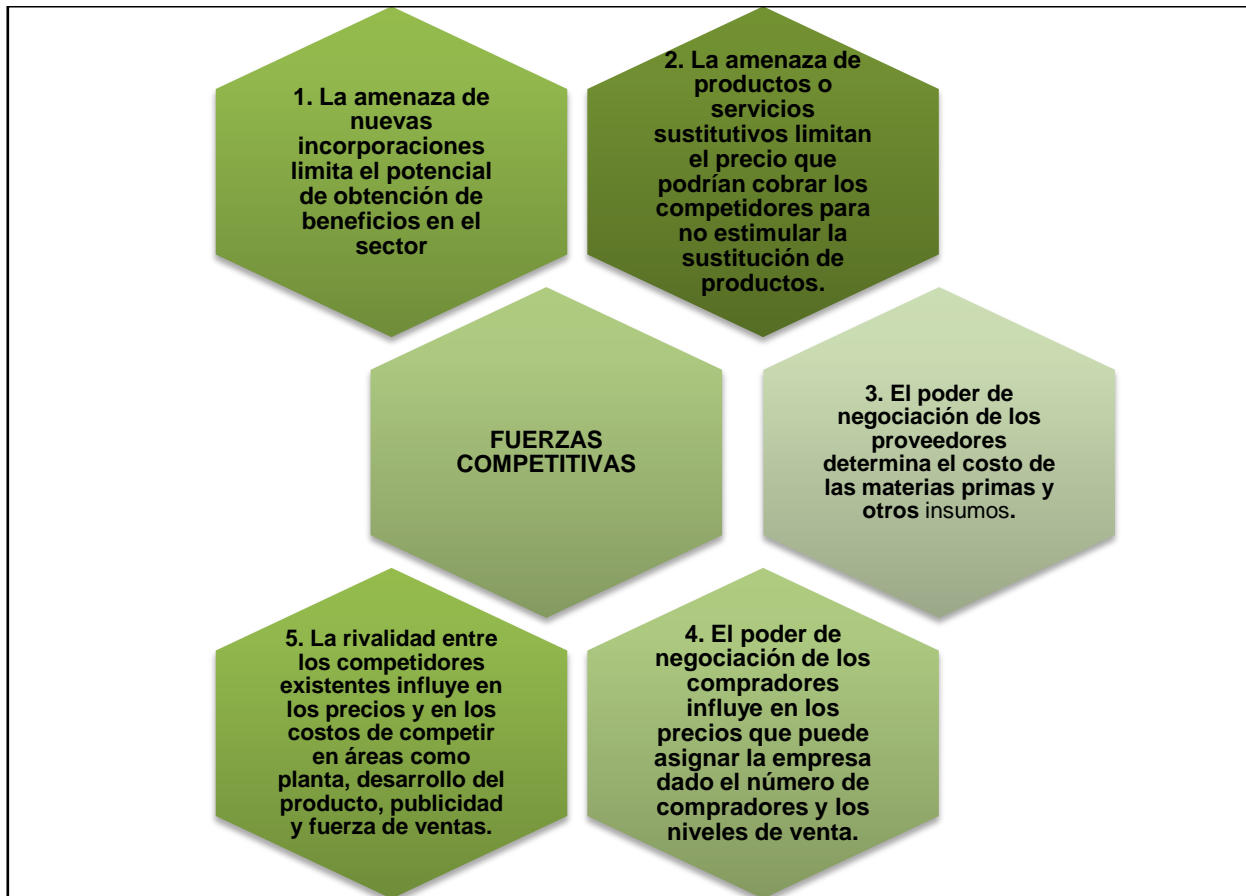 1. La amenaza de
nuevas
incorporaciones
limita el potencial
de obtención de
beneficios en el
sector
2. La amenaza de
productos o
servicios
sustitutivos limitan
el precio que
podrían cobrar los
competidores para
no estimular la
sustitución de
productos.
FUERZAS
COMPETITIVAS
3. El poder de
negociación de los
proveedores
determina el costo de
las materias primas y
otros insumos.
4. El poder de
negociación de los
compradores
influye en los
precios que puede
asignar la empresa
dado el número de
compradores y los
niveles de venta.
5. La rivalidad entre
los competidores
existentes influye en
los precios y en los
costos de competir
en áreas como
planta, desarrollo del
producto, publicidad
y fuerza de ventas.